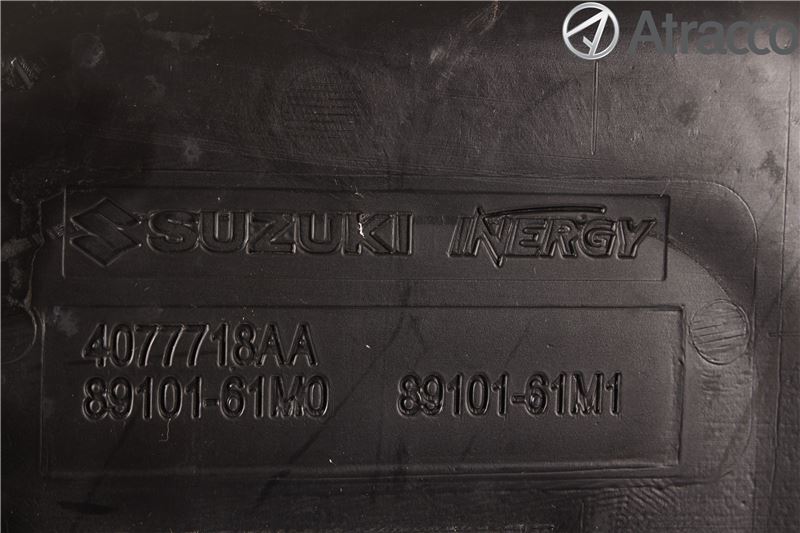 Atracco
SUZUKI INERGY
4077718AA
89101-61M0 89101-61M1